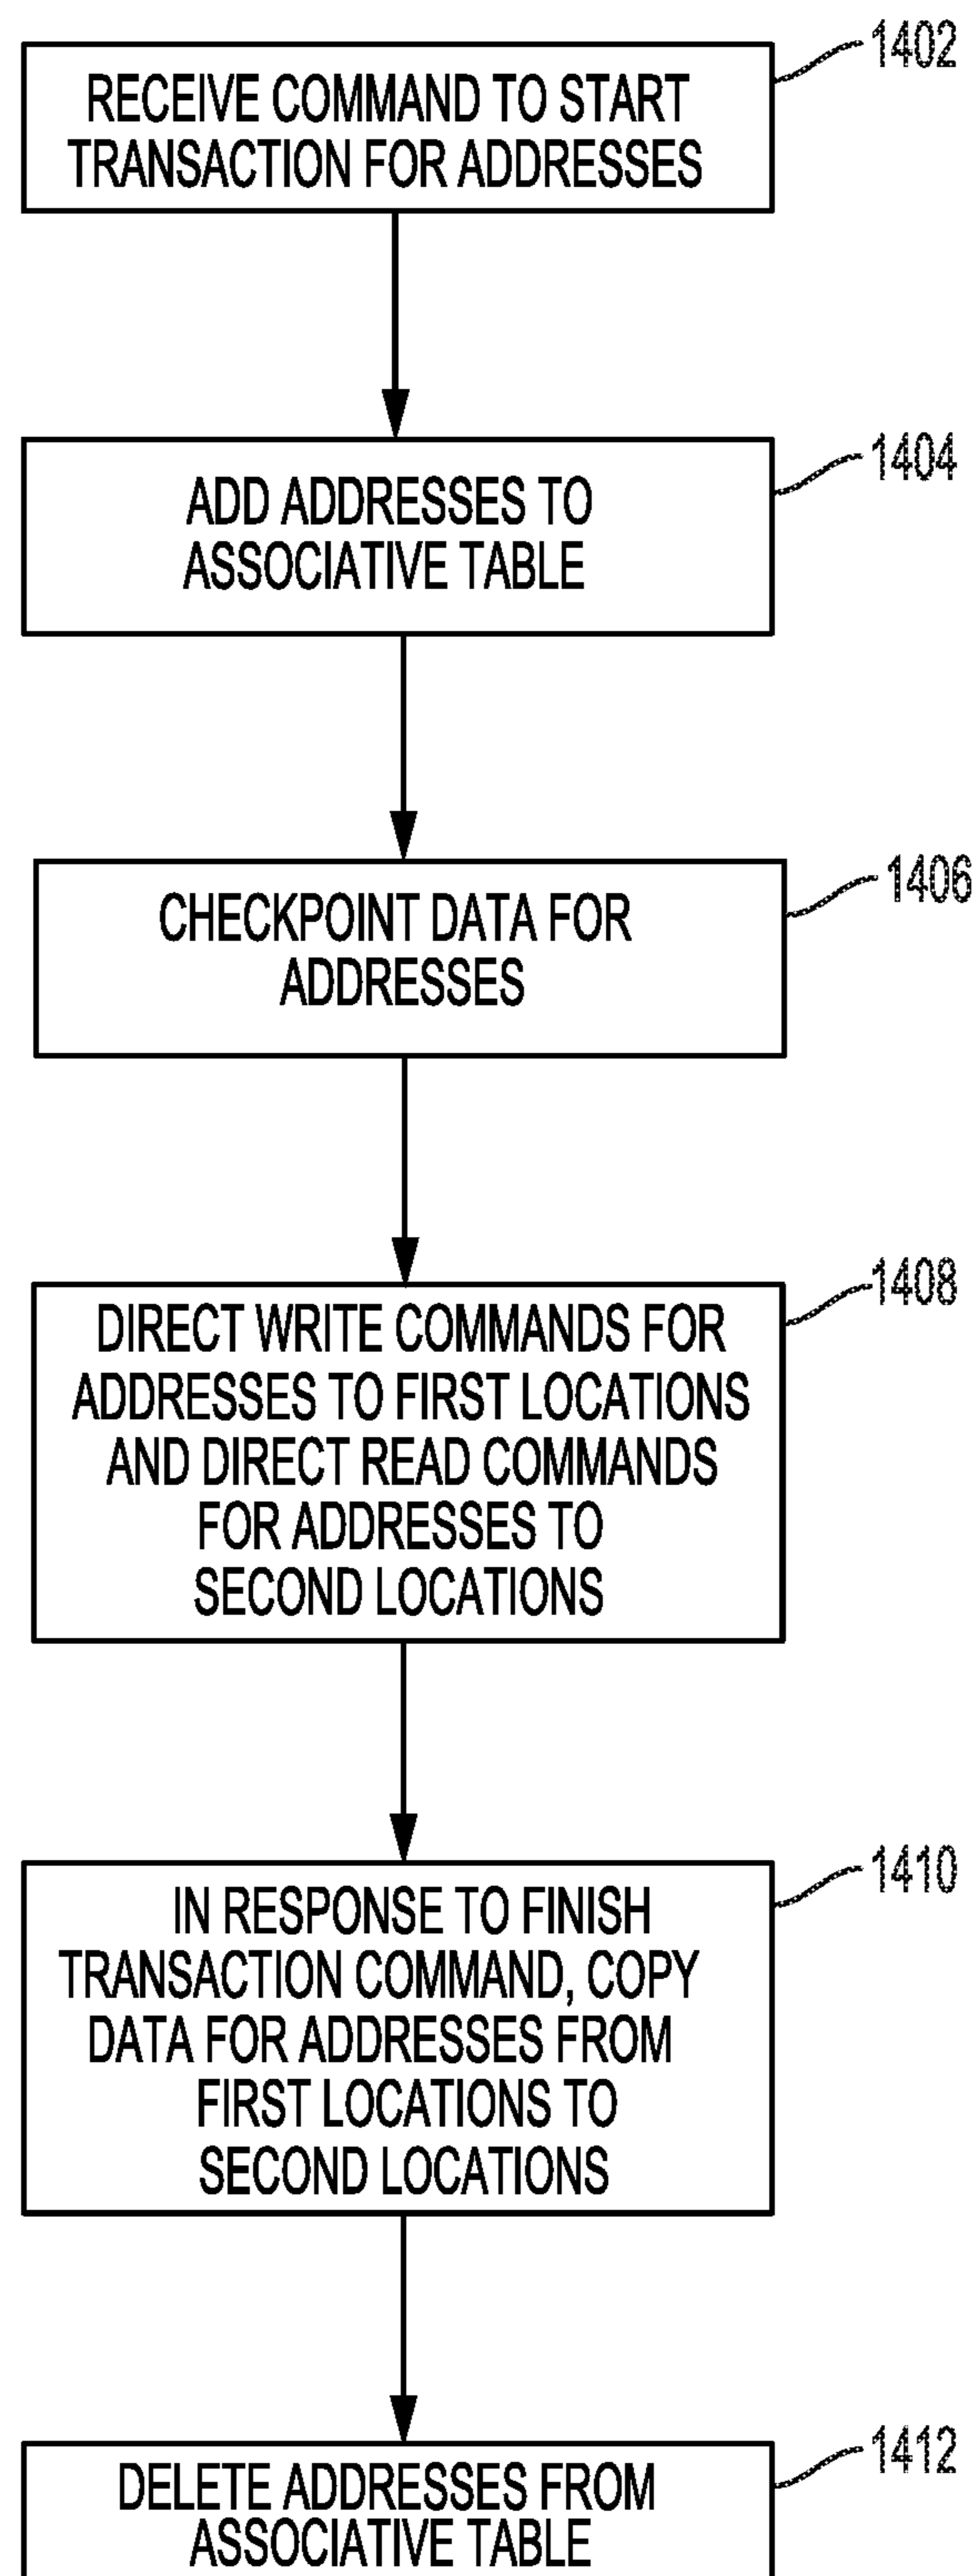 1402
RECEIVE COMMAND TO START
TRANSACTION FOR ADDRESSES
1404
ADD ADDRESSES TO
ASSOCIATIVE TABLE
1406
CHECKPOINT DATA FOR
ADDRESSES
1408
DIRECT WRITE COMMANDS FOR
ADDRESSES TO FIRST LOCATIONS
AND DIRECT READ COMMANDS
FOR ADDRESSES TO
SECOND LOCATIONS
1410
IN RESPONSE TO FINISH
TRANSACTION COMMAND, COPY
DATA FOR ADDRESSES FROM
FIRST LOCATIONS TO
SECOND LOCATIONS
1412
DELETE ADDRESSES FROM
ASSOCIATIVE TABLE